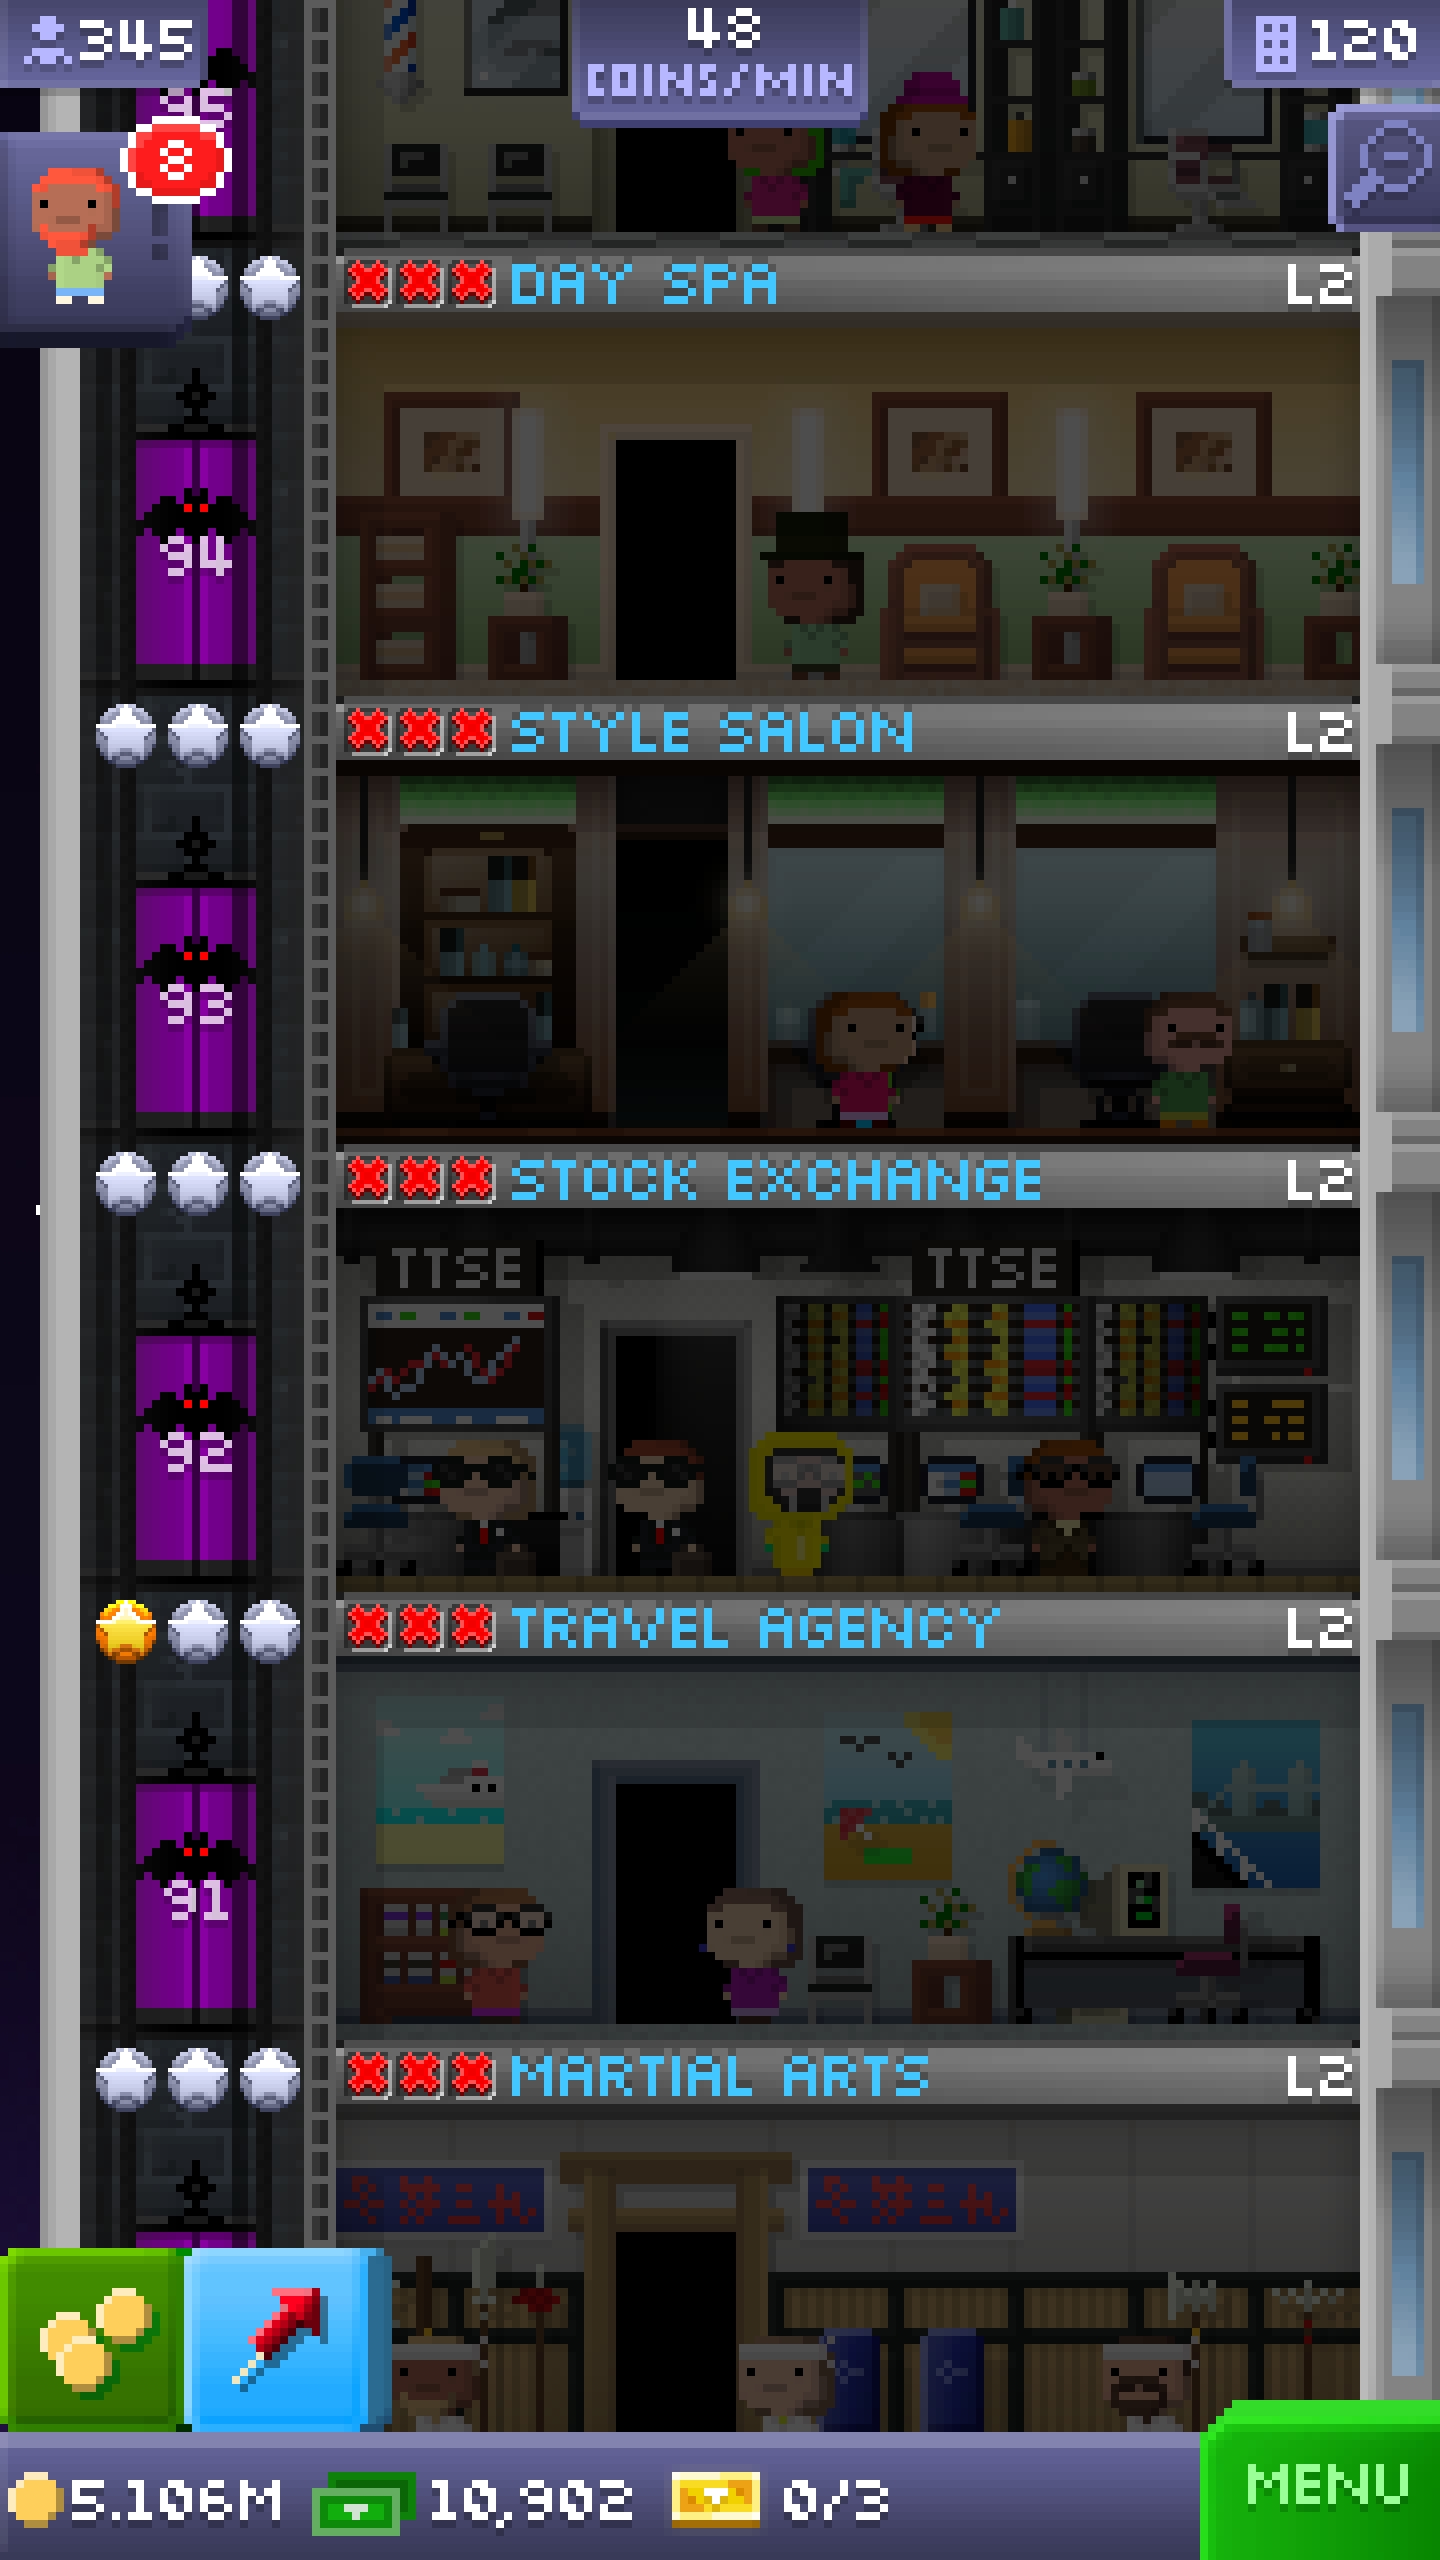 345
48
COINS/MIN
120
95
8
DAY SPA
L2
94
STYLE SALON
L2
93
STOCK EXCHANGE
L2
TTSE
TTSE
92
TRAVEL AGENCY
L2
91
MARTIAL ARTS
L2
5.106M
10,902
0/3
MENU